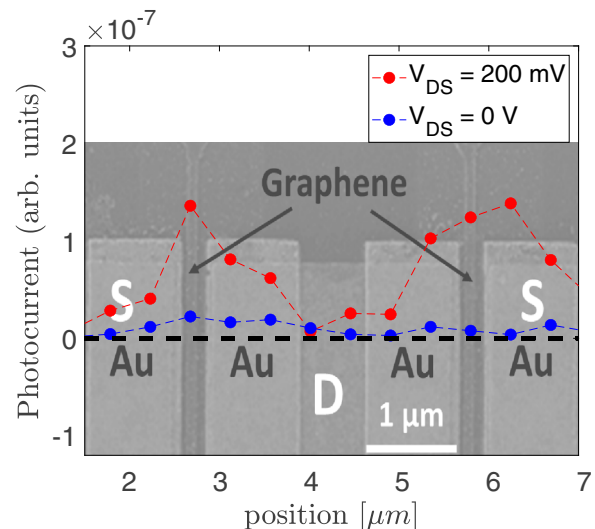 ×10⁻⁷
3
2
1
0
-1
Photocurrent (arb. units)
V_DS = 200 mV
V_DS = 0 V
Graphene
S
S
Au
Au
D
Au
Au
1 μm
2
3
4
5
6
7
position [μm]